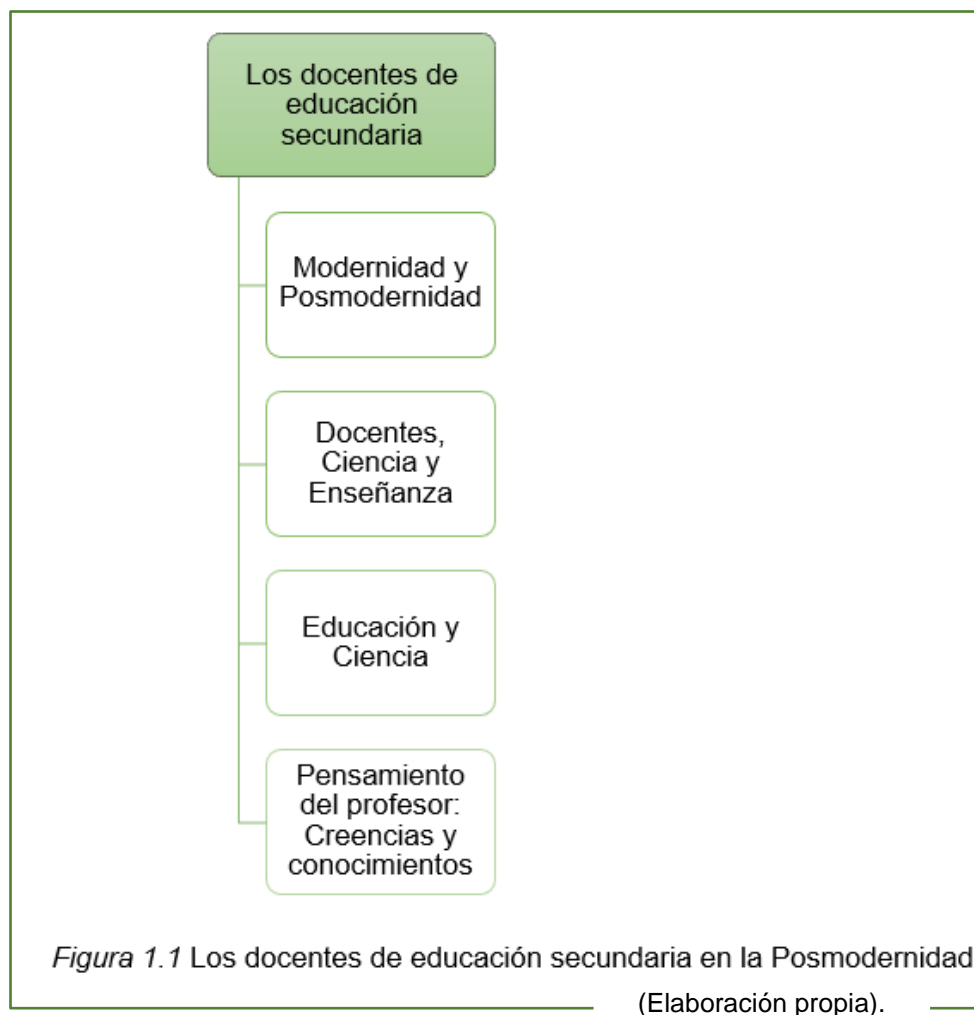 Los docentes de
educación
secundaria
Modernidad y
Posmodernidad
Docentes,
Ciencia y
Enseñanza
Educación y
Ciencia
Pensamiento
del profesor:
Creencias y
conocimientos
Figura 1.1 Los docentes de educación secundaria en la Posmodernidad
(Elaboración propia).